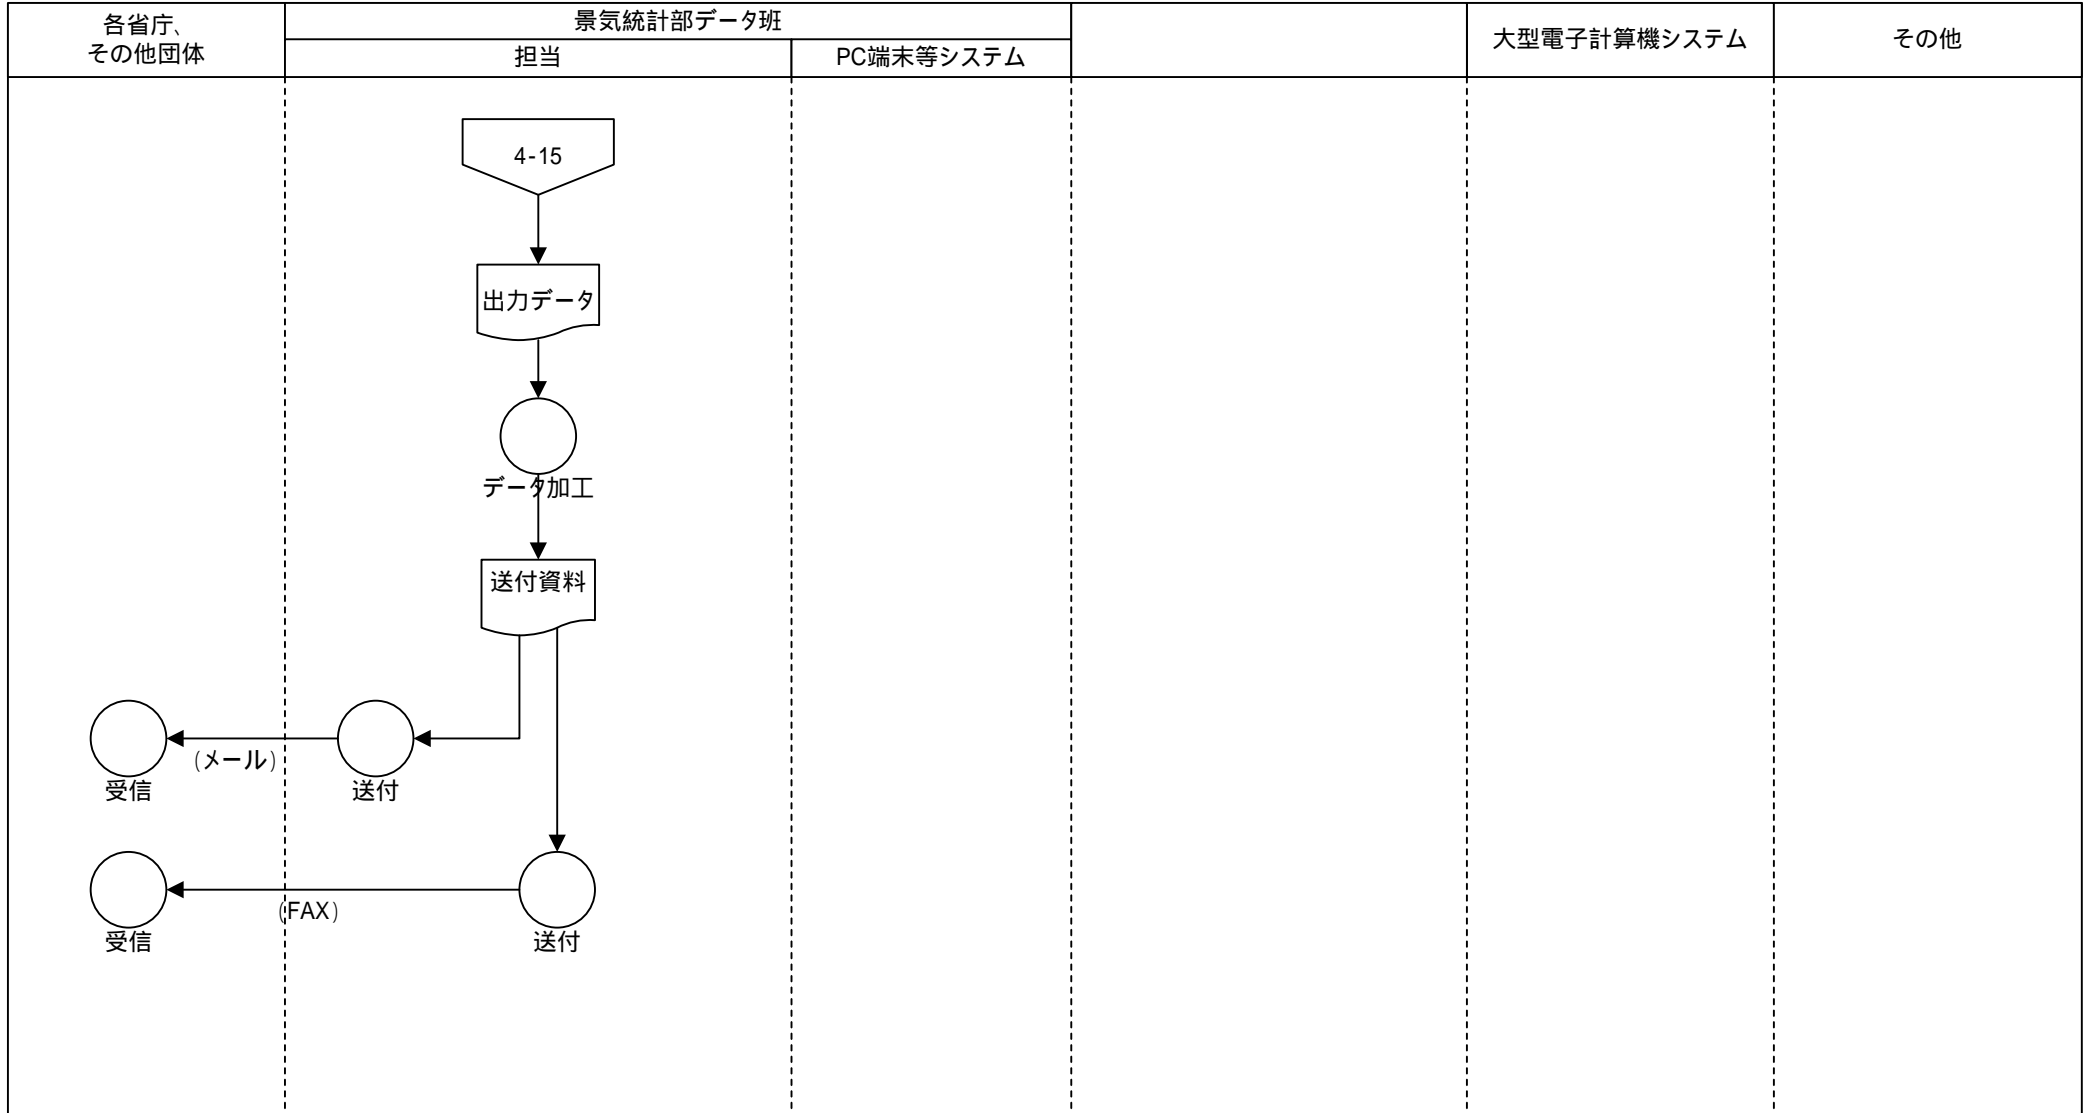 各省庁、
その他団体
景気統計部データ班
担当
PC端末等システム
大型電子計算機システム
その他
4-15
出力データ
データ加工
送付資料
(メール)
受信
送付
(FAX)
受信
送付